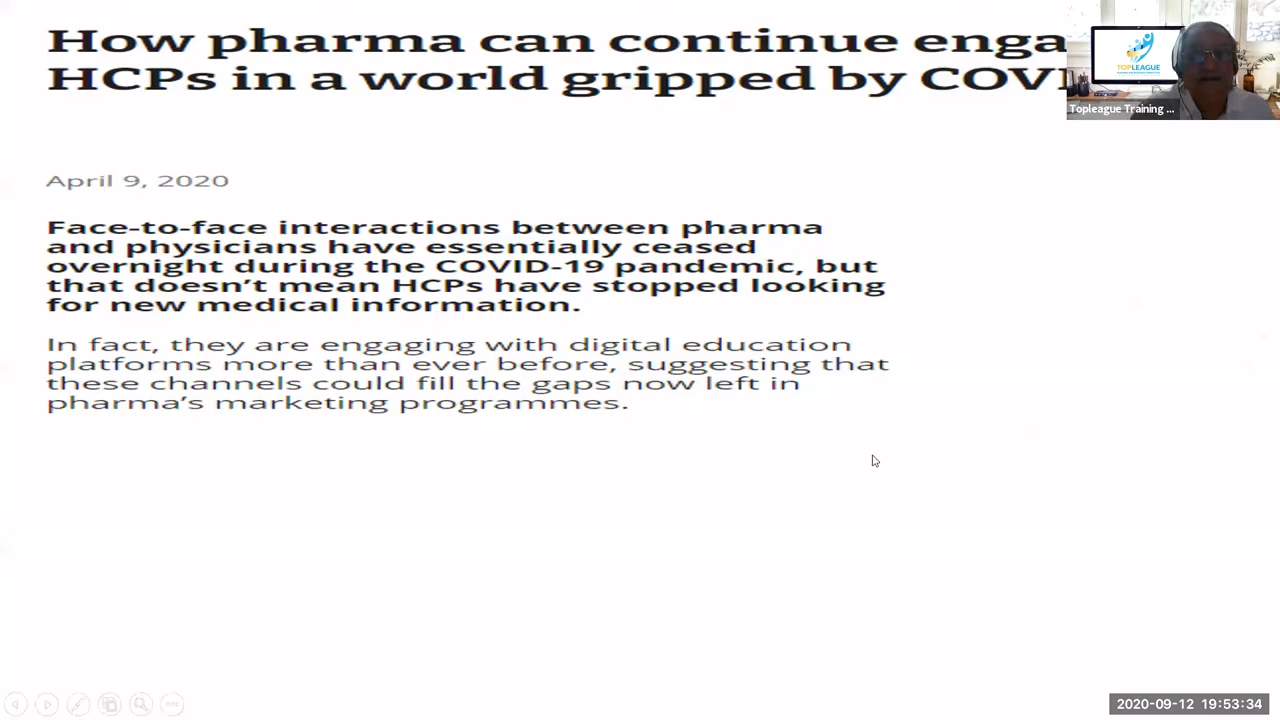 How pharma can continue enga
HCPs in a world gripped by COV
TOPLEAGUE
Topleague Training ...
April 9, 2020
Face-to-face interactions between pharma
and physicians have essentially ceased
overnight during the COVID-19 pandemic, but
that doesn't mean HCPs have stopped looking
for new medical information.
In fact, they are engaging with digital education
platforms more than ever before, suggesting that
these channels could fill the gaps now left in
pharma's marketing programmes.
2020-09-12 19:53:34